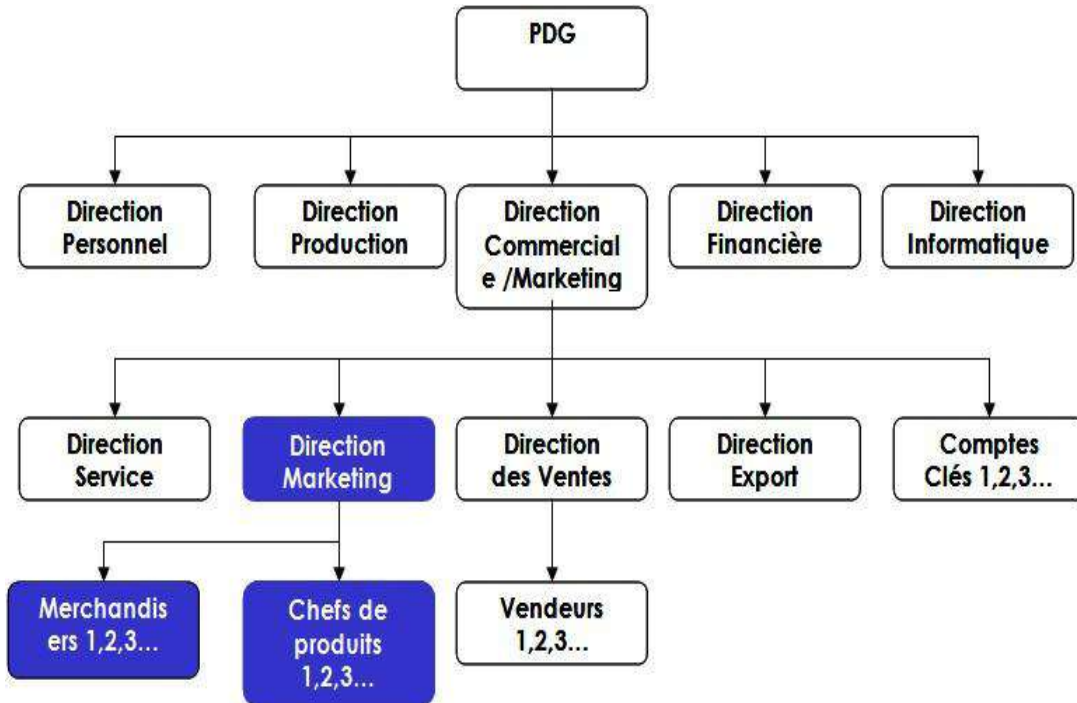 PDG
Direction
Personnel
Direction
Production
Direction
Commercial
e /Marketing
Direction
Financière
Direction
Informatique
Direction
Service
Direction
Marketing
Direction
des Ventes
Direction
Export
Comptes
Clés 1,2,3...
Merchandis
ers 1,2,3...
Chefs de
produits
1,2,3...
Vendeurs
1,2,3...